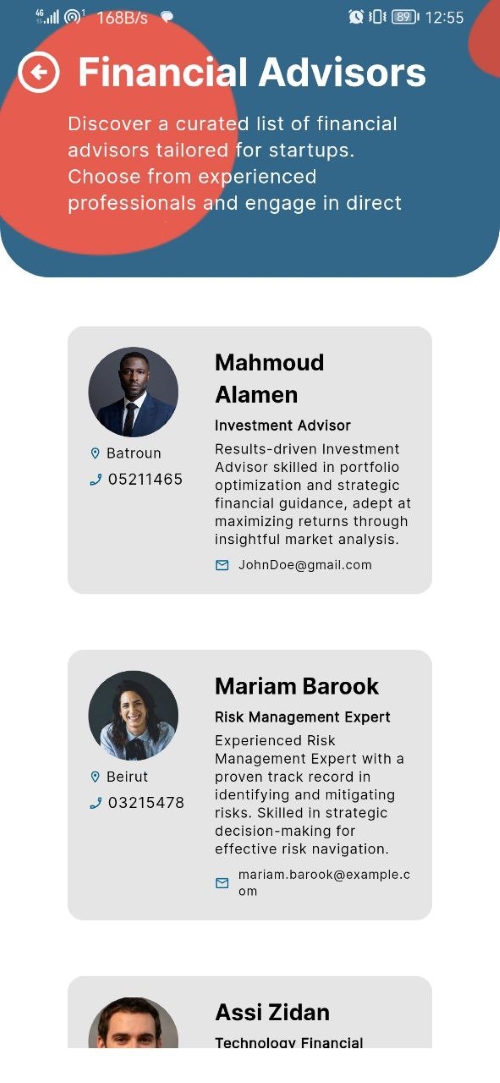 4G 168B/s 89 12:55
Financial Advisors
Discover a curated list of financial
advisors tailored for startups.
Choose from experienced
professionals and engage in direct
Mahmoud
Alamen
Investment Advisor
Results-driven Investment
Advisor skilled in portfolio
optimization and strategic
financial guidance, adept at
maximizing returns through
insightful market analysis.
JohnDoe@gmail.com
Batroun
05211465
Mariam Barook
Risk Management Expert
Experienced Risk
Management Expert with a
proven track record in
identifying and mitigating
risks. Skilled in strategic
decision-making for
effective risk navigation.
mariam.barook@example.c
om
Beirut
03215478
Assi Zidan
Technology Financial